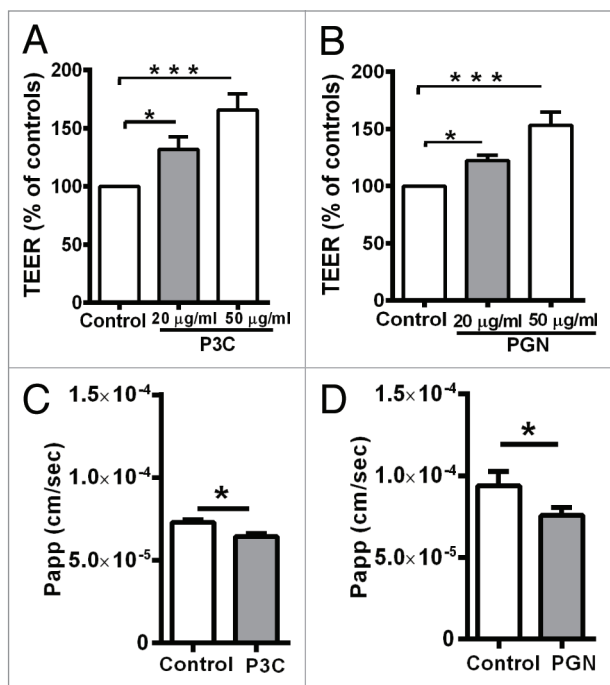 A
TEER (% of controls)
200
150
100
50
0
* * *
*
Control 20 μg/ml 50 μg/ml
P3C
B
TEER (% of controls)
200
150
100
50
0
* * *
*
Control 20 μg/ml 50 μg/ml
PGN
C
Papp (cm/sec)
1.5×10⁻⁴
1.0×10⁻⁴
5.0×10⁻⁵
0
*
Control P3C
D
Papp (cm/sec)
1.5×10⁻⁴
1.0×10⁻⁴
5.0×10⁻⁵
0
*
Control PGN